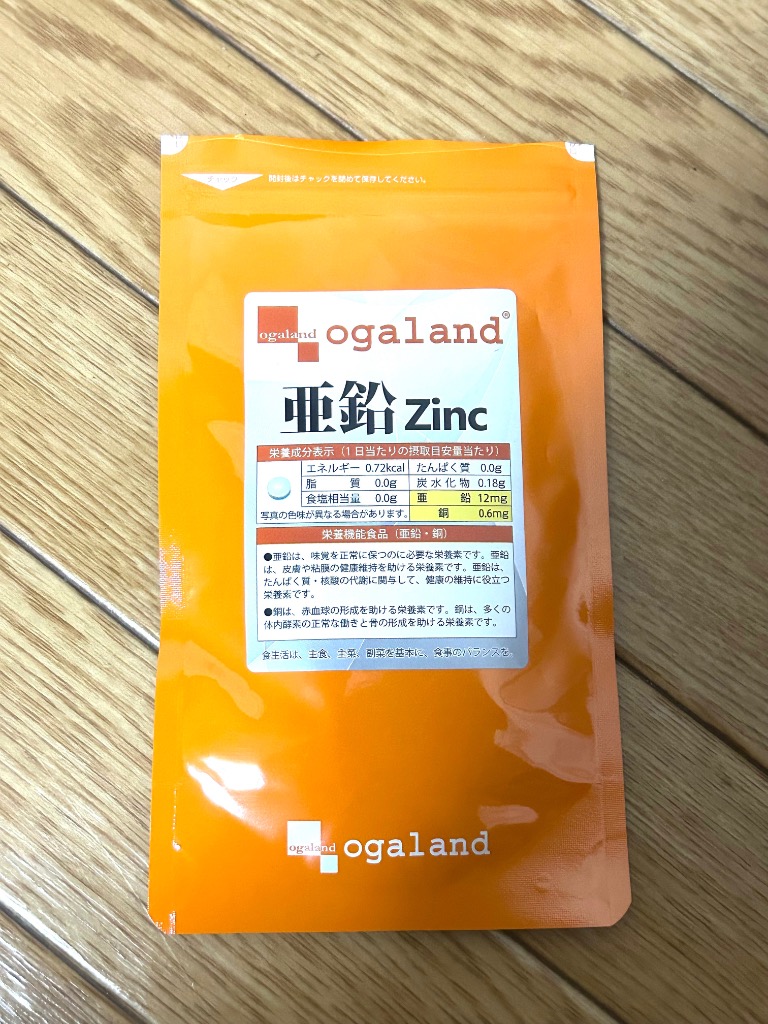 チャック 開封後はチャックを閉めて保存してください。
ogaland ogaland®
亜鉛 Zinc
栄養成分表示（1日当たりの摂取目安量当たり）
エネルギー 0.72kcal たんぱく質 0.0g
脂質 0.0g 炭水化物 0.18g
食塩相当量 0.0g 亜鉛 12mg
写真の色味が異なる場合があります。 銅 0.6mg
栄養機能食品（亜鉛・銅）
●亜鉛は、味覚を正常に保つのに必要な栄養素です。亜鉛
は、皮膚や粘膜の健康維持を助ける栄養素です。亜鉛は、
たんぱく質・核酸の代謝に関与して、健康の維持に役立つ
栄養素です。
●銅は、赤血球の形成を助ける栄養素です。銅は、多くの
体内酵素の正常な働きと骨の形成を助ける栄養素です。
食生活は、主食、主菜、副菜を基本に、食事のバランスを。
ogaland ogaland